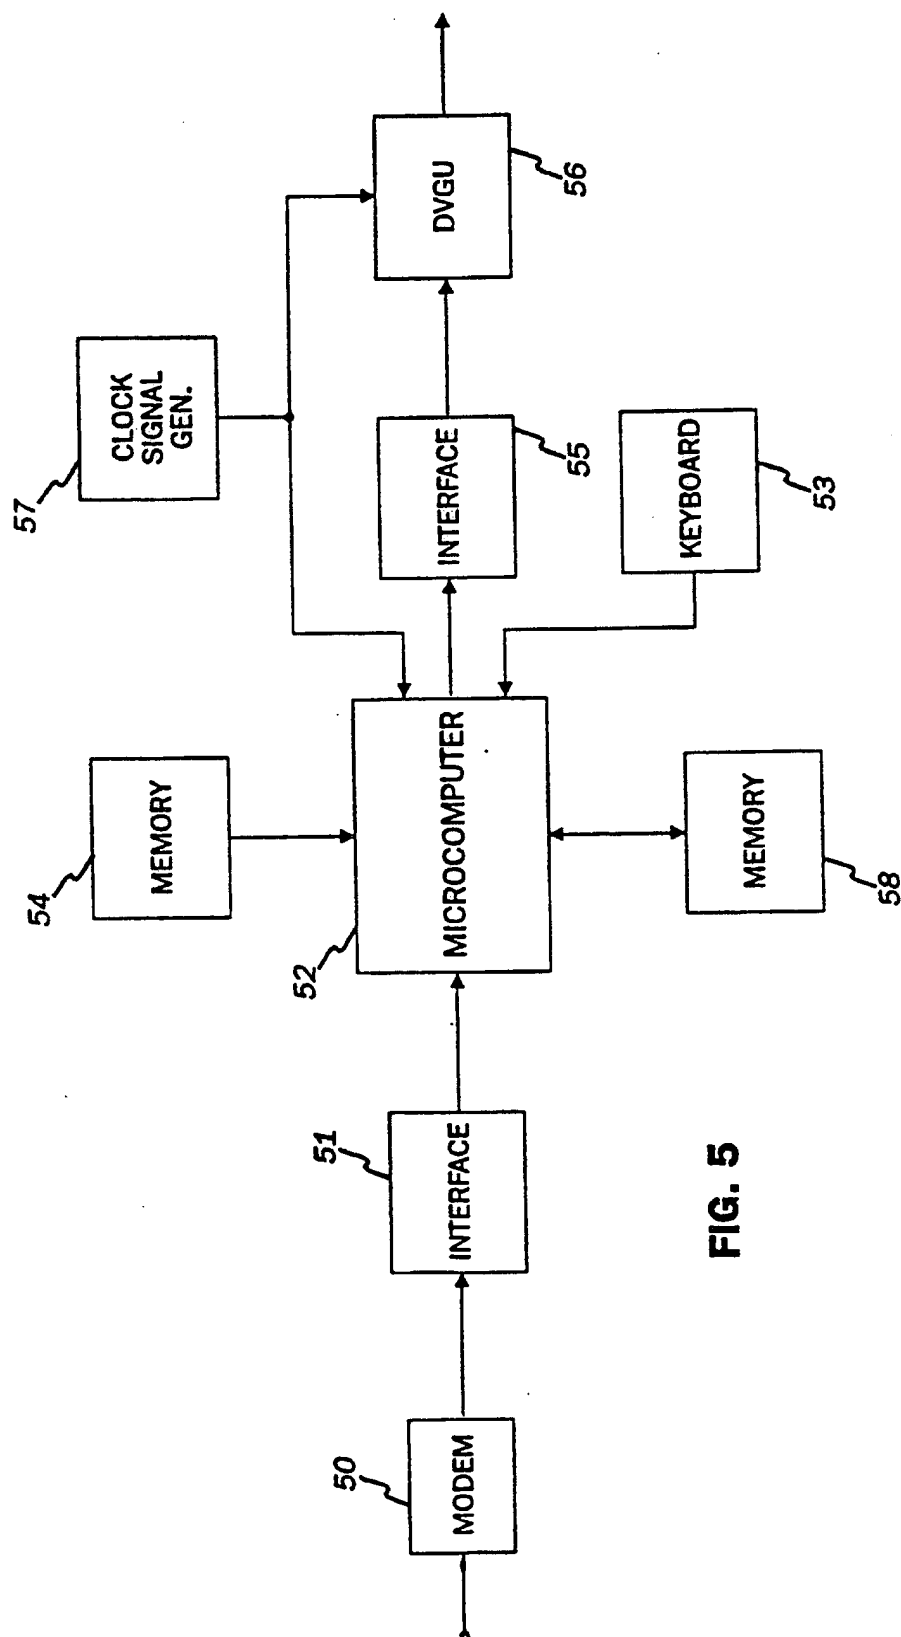 57
CLOCK
SIGNAL
GEN.
54
MEMORY
50
MODEM
51
INTERFACE
52
MICROCOMPUTER
INTERFACE
55
DVGU
56
KEYBOARD
53
MEMORY
58
FIG. 5